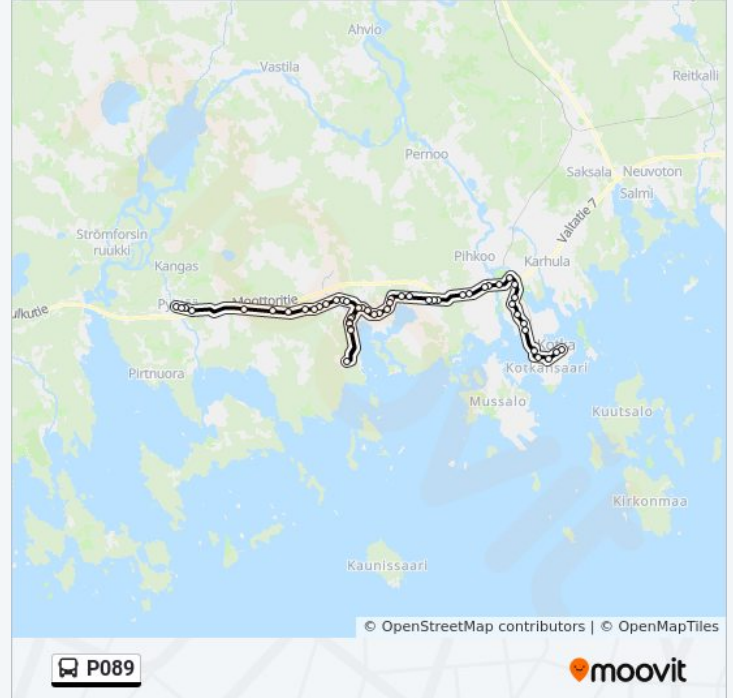 Ahvio
Vastila
Reitkalli
Pernoo
Saksala
Neuvoton
Salmi
Valtatie 7
Strömforsin
ruukki
Pihkoo
Karhula
Kangas
Moottoritie
Kotka
Kotkansaari
Pirtnuora
Mussalo
Kuutsalo
Kirkonmaa
Kaunissaari
© OpenStreetMap contributors | © OpenMapTiles
P089
moovit